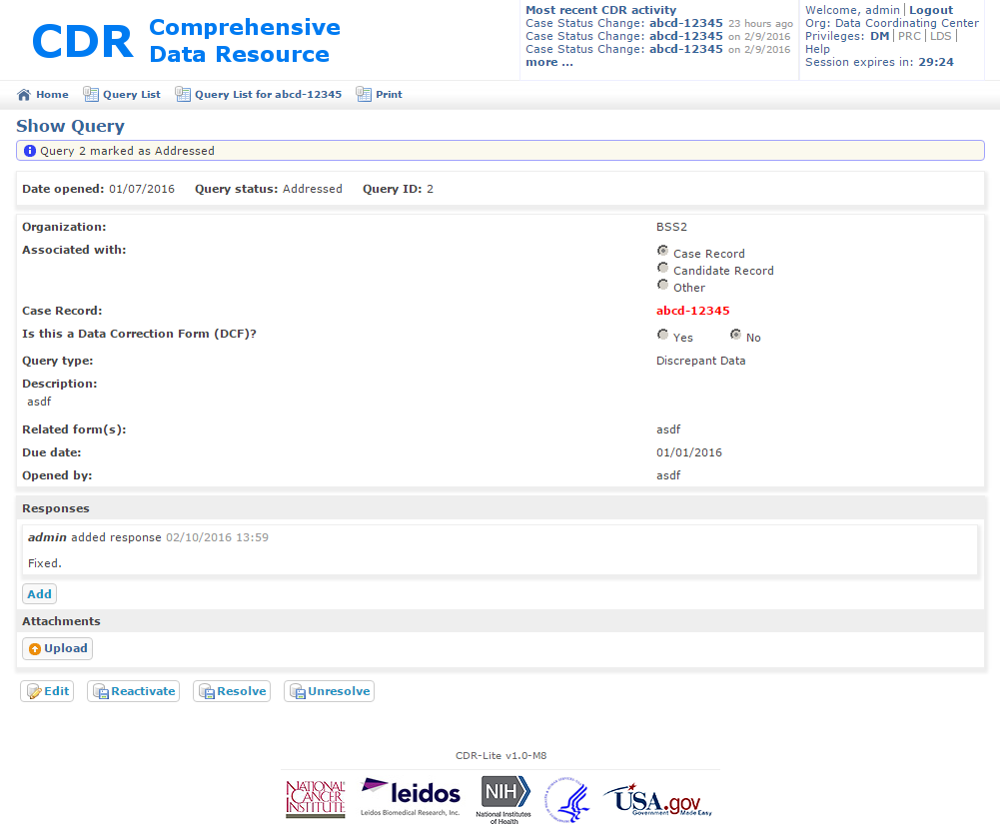 CDR Comprehensive
Data Resource
Most recent CDR activity
Case Status Change: abcd-12345 23 hours ago
Case Status Change: abcd-12345 on 2/9/2016
Case Status Change: abcd-12345 on 2/9/2016
more ...
Welcome, admin | Logout
Org: Data Coordinating Center
Privileges: DM | PRC | LDS |
Help
Session expires in: 29:24
Home Query List Query List for abcd-12345 Print
Show Query
Query 2 marked as Addressed
Date opened: 01/07/2016 Query status: Addressed Query ID: 2
Organization: BSS2
Associated with: Case Record
Candidate Record
Other
Case Record: abcd-12345
Is this a Data Correction Form (DCF)? Yes No
Query type: Discrepant Data
Description:
asdf
Related form(s): asdf
Due date: 01/01/2016
Opened by: asdf
Responses
admin added response 02/10/2016 13:59
Fixed.
Add
Attachments
Upload
Edit Reactivate Resolve Unresolve
CDR-Lite v1.0-M8
NATIONAL
CANCER
INSTITUTE
leidos
Leidos Biomedical Research, Inc.
NIH
National Institutes
of Health
USA.gov
Government Made Easy